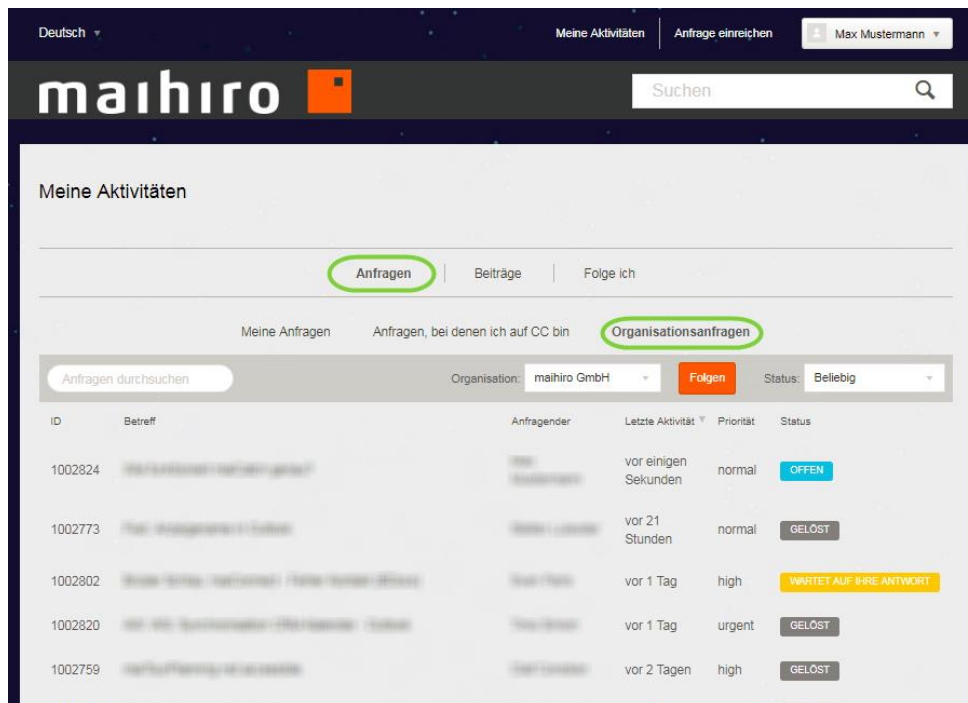 Deutsch Meine Aktivitäten Anfrage einreichen Max Mustermann
maihiro Suchen
Meine Aktivitäten
Anfragen Beiträge Folge ich
Meine Anfragen Anfragen, bei denen ich auf CC bin Organisationsanfragen
Anfragen durchsuchen Organisation: maihiro GmbH Folgen Status: Beliebig
ID Betreff Anfragender Letzte Aktivität Priorität Status
1002824 vor einigen Sekunden normal OFFEN
1002773 vor 21 Stunden normal GELÖST
1002802 vor 1 Tag high WARTET AUF IHRE ANTWORT
1002820 vor 1 Tag urgent GELÖST
1002759 vor 2 Tagen high GELÖST